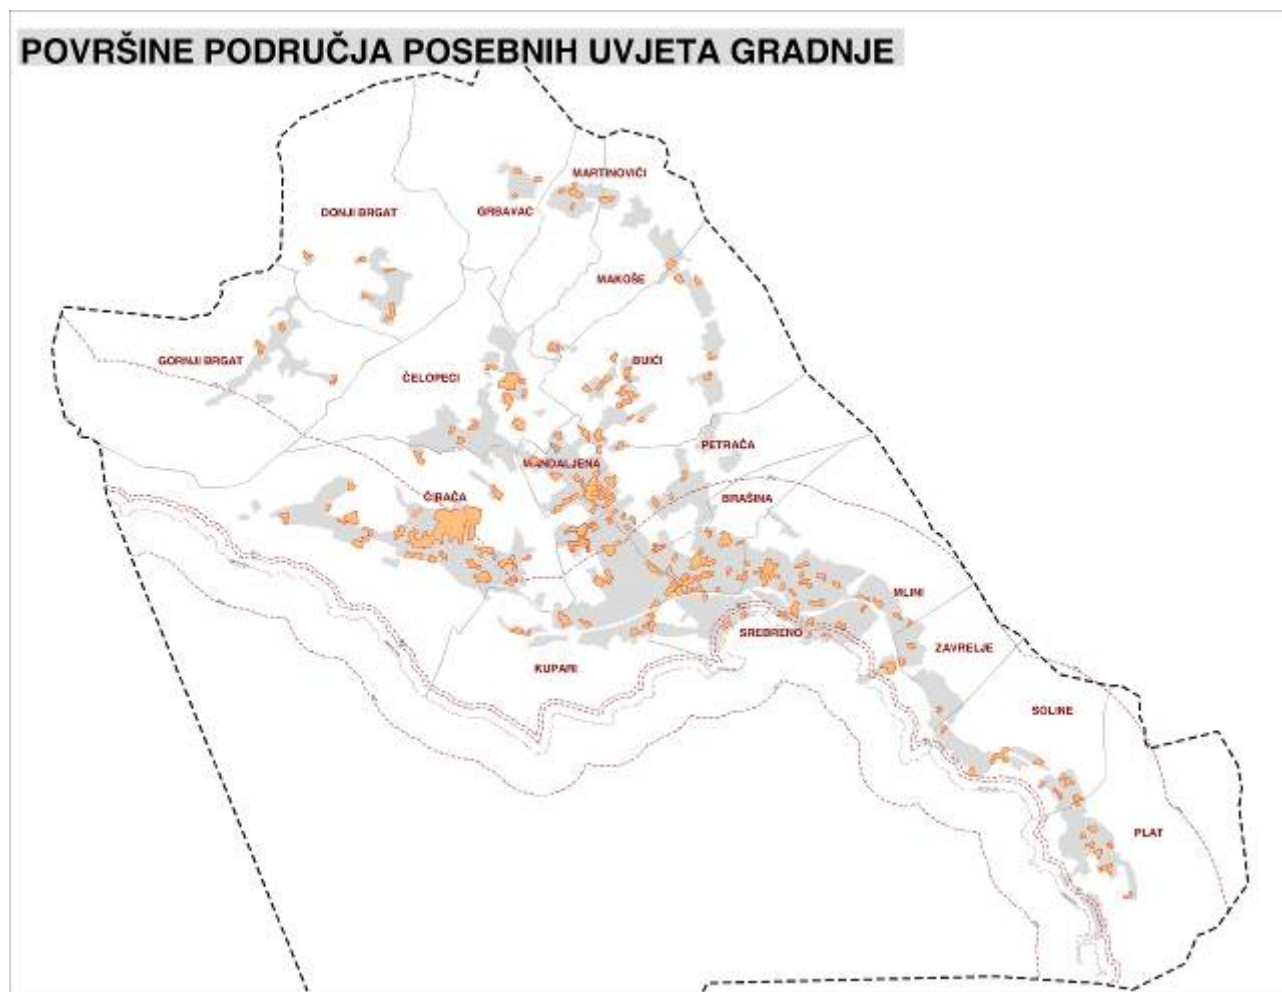 POVRŠINE PODRUČJA POSEBNIH UVJETA GRADNJE
MARTINOVIĆI
DONJI BRGAT
GRBAVAC
MAKOŠE
GORNJI BRGAT
BUIĆI
ČELOPECI
PETRAČA
MANDALJENA
ČIBAČA
BRAŠINA
MLINI
SREBRENO
ZAVRELJE
KUPARI
SOLINE
PLAT